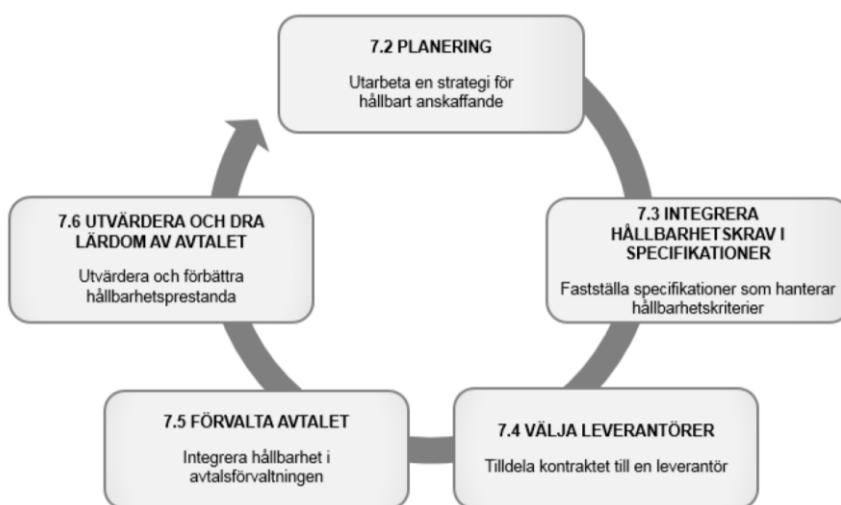 7.2 PLANERING
Utarbeta en strategi för
hållbart anskaffande
7.3 INTEGRERA
HÅLLBARHETSKRAV I
SPECIFIKATIONER
Fastställa specifikationer som hanterar
hållbarhetskriterier
7.4 VÄLJA LEVERANTÖRER
Tilldela kontraktet till en leverantör
7.5 FÖRVALTA AVTALET
Integrera hållbarhet i
avtalsförvaltningen
7.6 UTVÄRDERA OCH DRA
LÄRDOM AV AVTALET
Utvärdera och förbättra
hållbarhetsprestanda